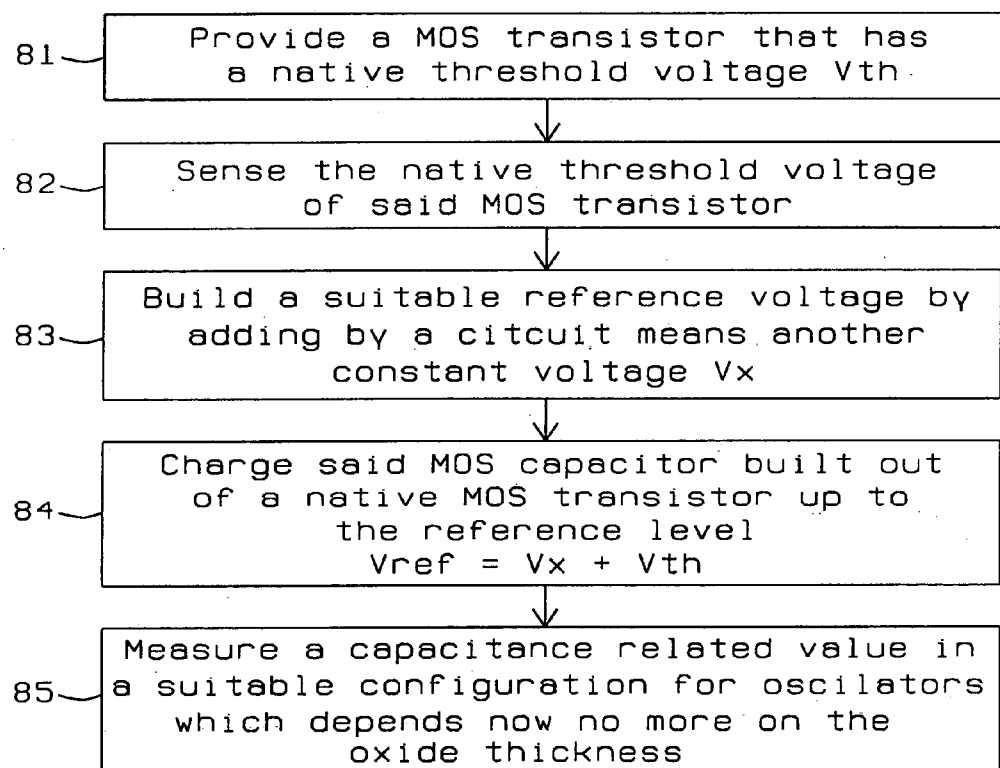 81
Provide a MOS transistor that has
a native threshold voltage Vth
82
Sense the native threshold voltage
of said MOS transistor
83
Build a suitable reference voltage by
adding by a citcuit means another
constant voltage Vx
84
Charge said MOS capacitor built out
of a native MOS transistor up to
the reference level
Vref = Vx + Vth
85
Measure a capacitance related value in
a suitable configuration for oscilators
which depends now no more on the
oxide thickness